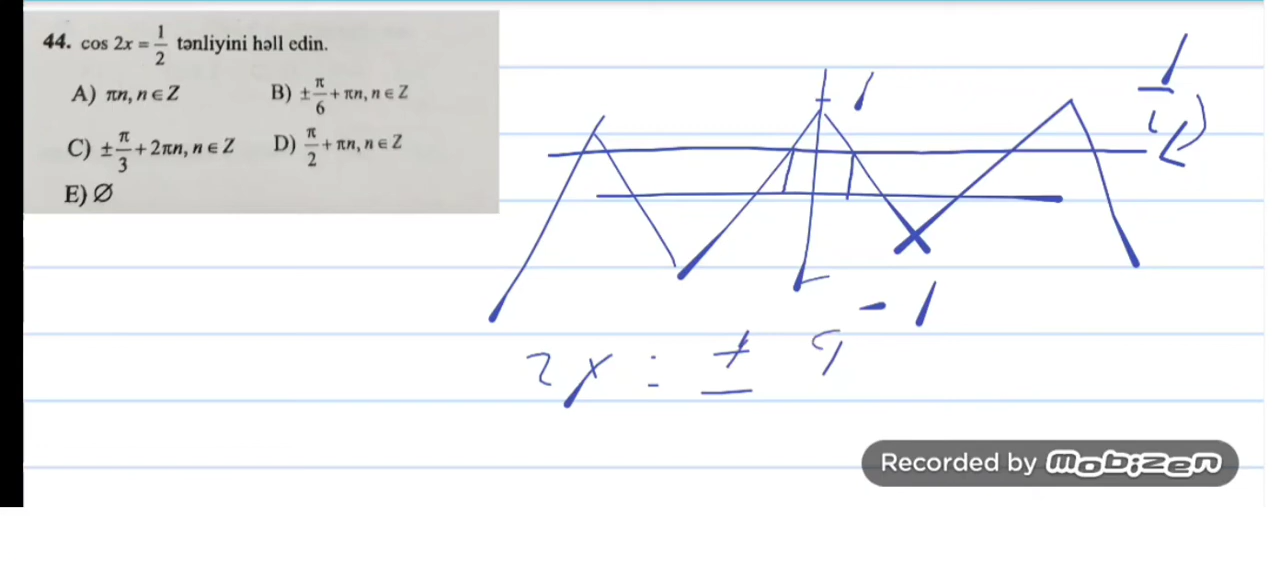 44. cos 2x = 1/2 tənliyini həll edin.
A) πn, n ∈ Z B) ±π/6 + πn, n ∈ Z
C) ±π/3 + 2πn, n ∈ Z D) π/2 + πn, n ∈ Z
E) Ø
1
1/2
-1
2x = ±
Recorded by mobizen